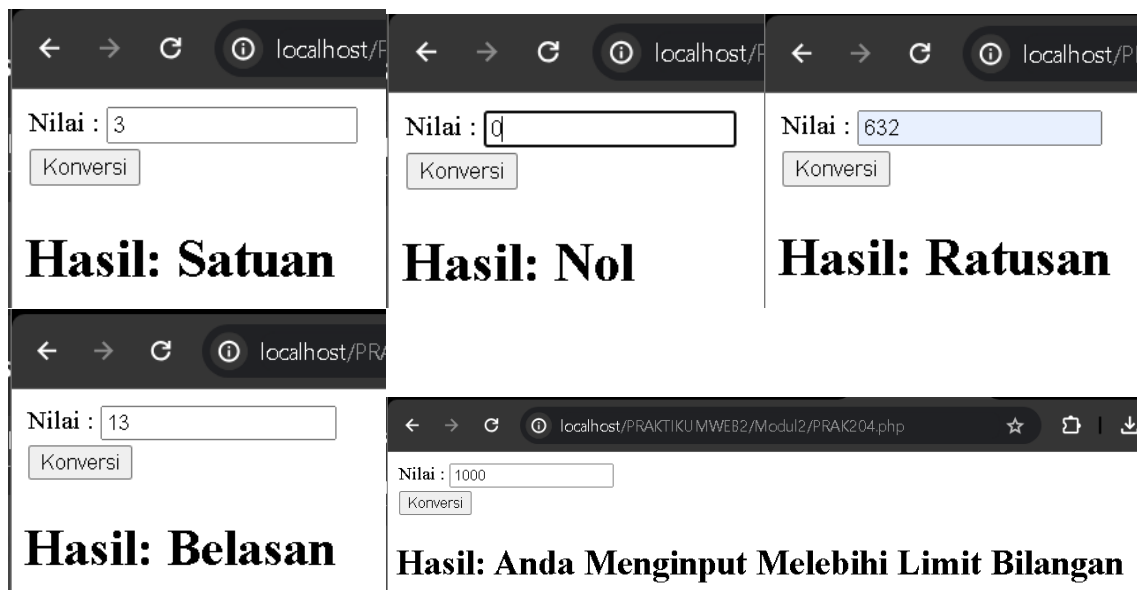 localhost/P
Nilai : 3
Konversi
Hasil: Satuan
localhost/P
Nilai : 0
Konversi
Hasil: Nol
localhost/P
Nilai : 632
Konversi
Hasil: Ratusan
localhost/PRA
Nilai : 13
Konversi
Hasil: Belasan
localhost/PRAKTIKUMWEB2/Modul2/PRAK204.php
Nilai : 1000
Konversi
Hasil: Anda Menginput Melebihi Limit Bilangan